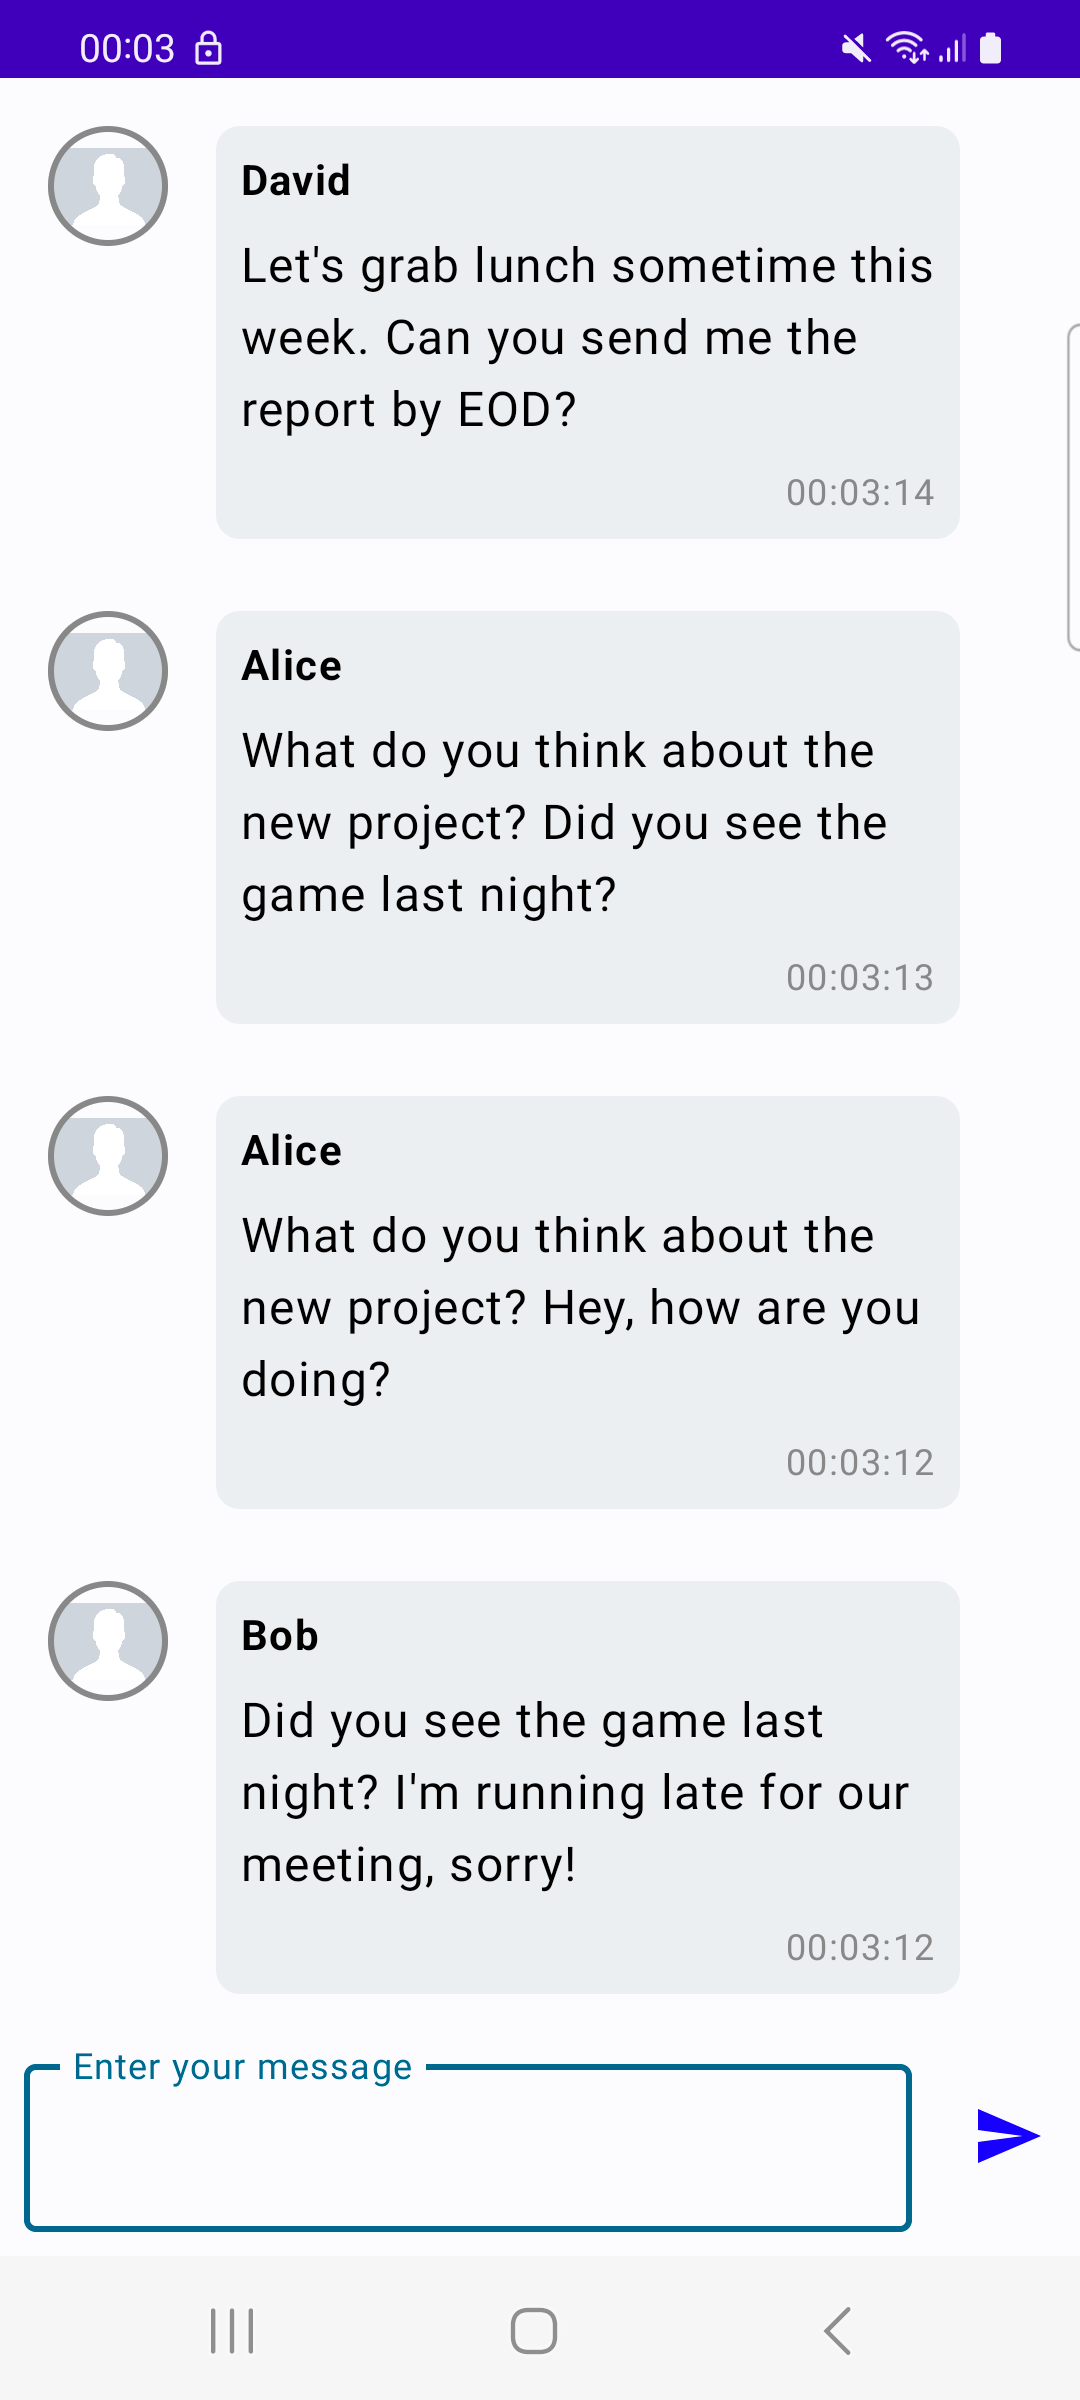 00:03
David
Let's grab lunch sometime this
week. Can you send me the
report by EOD?
00:03:14
Alice
What do you think about the
new project? Did you see the
game last night?
00:03:13
Alice
What do you think about the
new project? Hey, how are you
doing?
00:03:12
Bob
Did you see the game last
night? I'm running late for our
meeting, sorry!
00:03:12
Enter your message